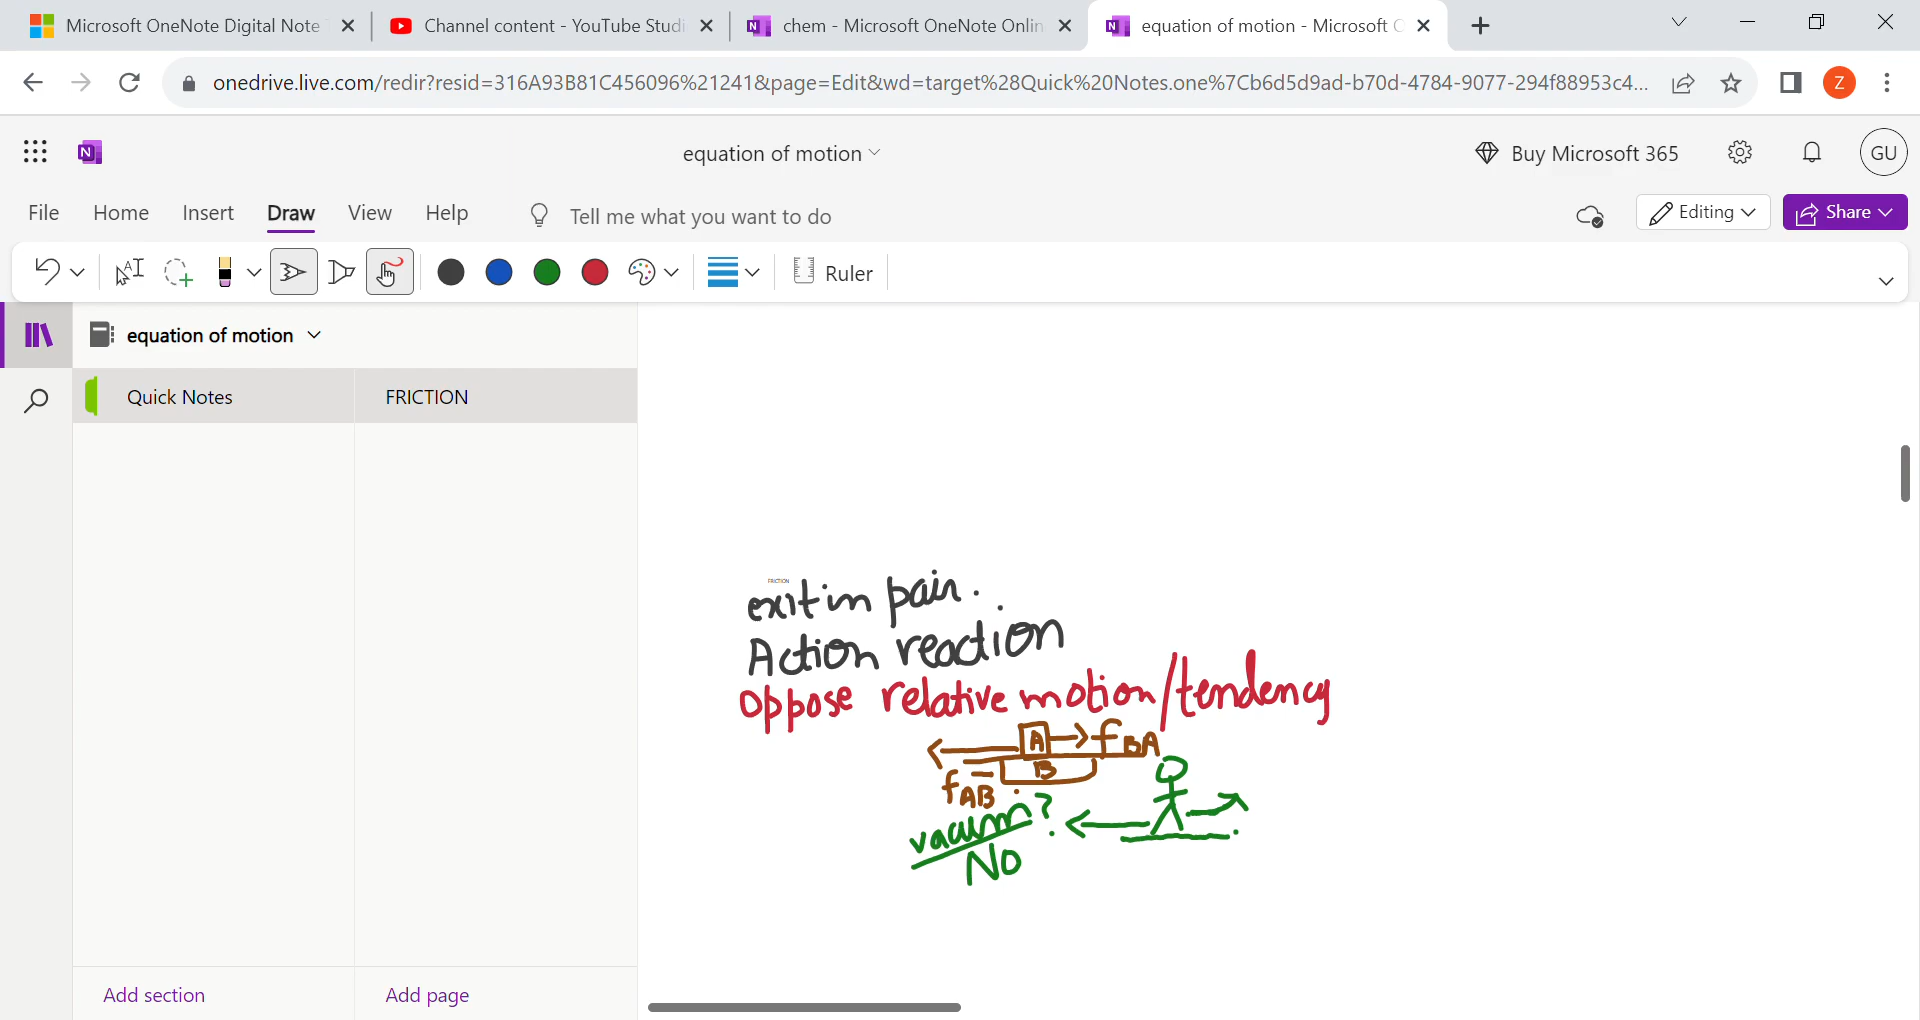 Microsoft OneNote Digital Note T
Channel content - YouTube Studi
chem - Microsoft OneNote Onlin
equation of motion - Microsoft O
onedrive.live.com/redir?resid=316A93B81C456096%21241&page=Edit&wd=target%28Quick%20Notes.one%7Cb6d5d9ad-b70d-4784-9077-294f88953c4...
Z
equation of motion
Buy Microsoft 365
GU
File Home Insert Draw View Help Tell me what you want to do
Editing Share
Ruler
equation of motion
Quick Notes FRICTION
FRICTION
exit in pair.
Action reaction
oppose relative motion/tendency
A fBA
B
fAB
vacumm?
NO
Add section Add page